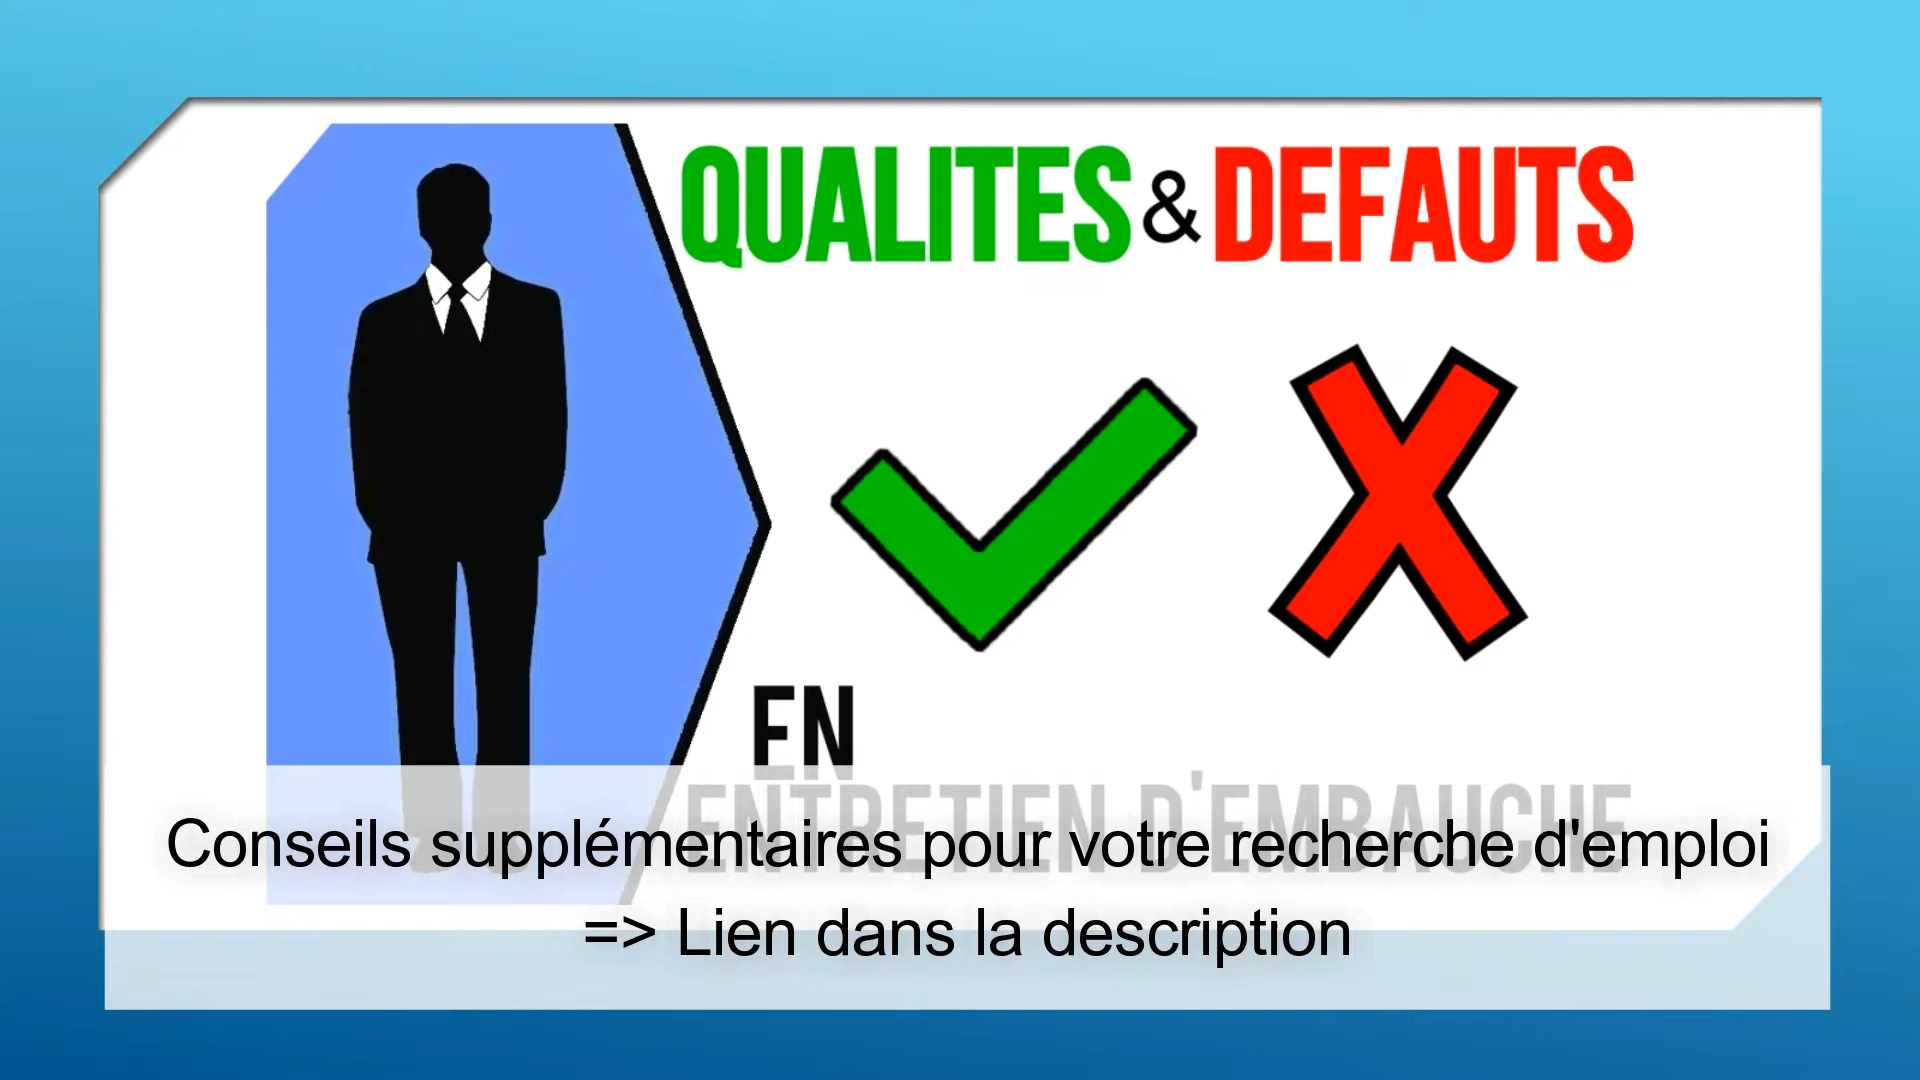 QUALITES & DEFAUTS
EN
ENTRETIEN D'EMBAUCHE
Conseils supplémentaires pour votre recherche d'emploi
=> Lien dans la description